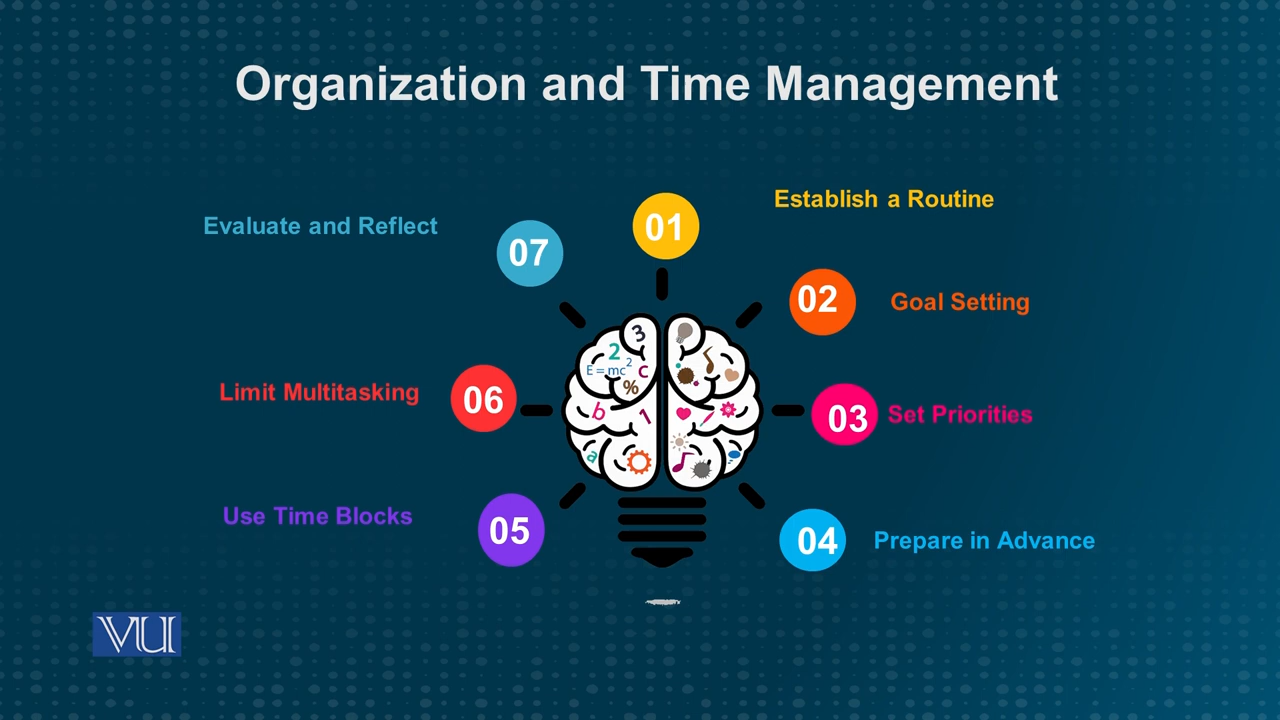 Organization and Time Management
01
Establish a Routine
02
Goal Setting
03
Set Priorities
04
Prepare in Advance
05
Use Time Blocks
06
Limit Multitasking
07
Evaluate and Reflect
3
2
E = mc²
c
%
b
1
a
VU